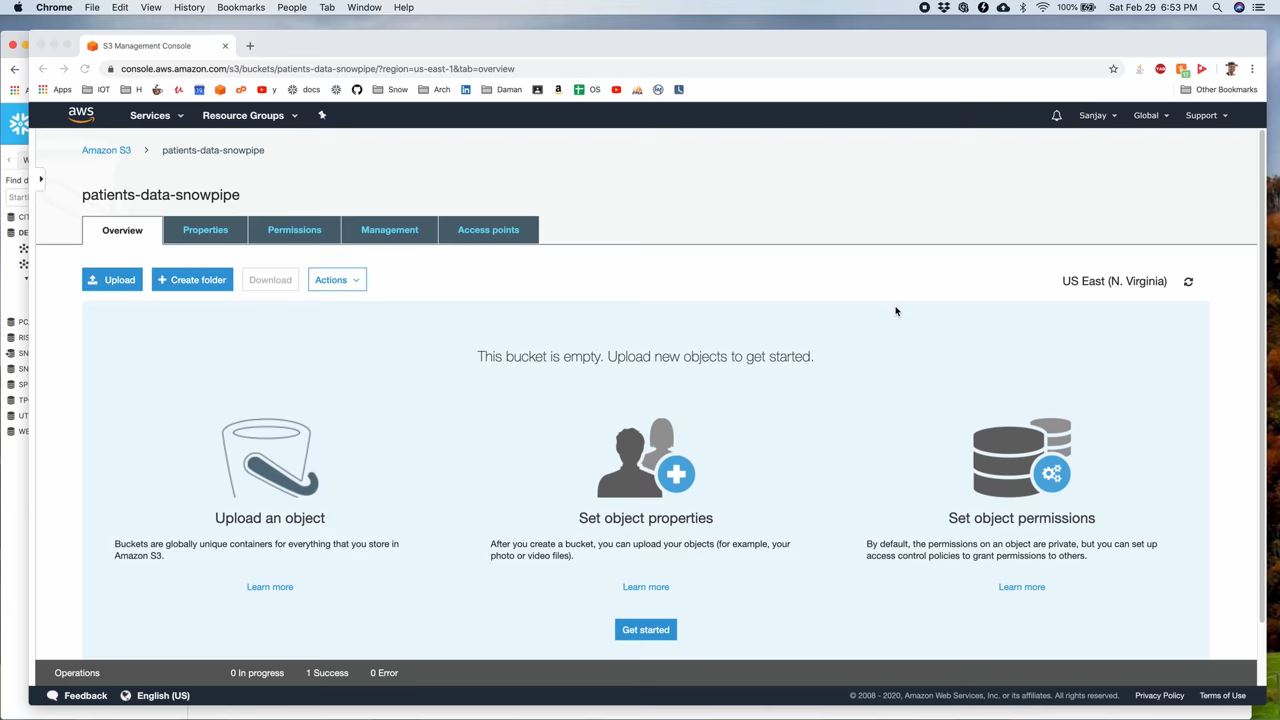 Chrome File Edit View History Bookmarks People Tab Window Help 100% Sat Feb 29 6:53 PM
S3 Management Console
console.aws.amazon.com/s3/buckets/patients-data-snowpipe/?region=us-east-1&tab=overview
Apps IOT H y docs Snow Arch Daman OS Other Bookmarks
aws Services Resource Groups Sanjay Global Support
Amazon S3 > patients-data-snowpipe
patients-data-snowpipe
Find d
Overview Properties Permissions Management Access points
Upload Create folder Download Actions US East (N. Virginia)
This bucket is empty. Upload new objects to get started.
Upload an object Set object properties Set object permissions
Buckets are globally unique containers for everything that you store in
Amazon S3.
After you create a bucket, you can upload your objects (for example, your
photo or video files).
By default, the permissions on an object are private, but you can set up
access control policies to grant permissions to others.
Learn more Learn more Learn more
Get started
Operations 0 In progress 1 Success 0 Error
Feedback English (US) © 2008 - 2020, Amazon Web Services, Inc. or its affiliates. All rights reserved. Privacy Policy Terms of Use